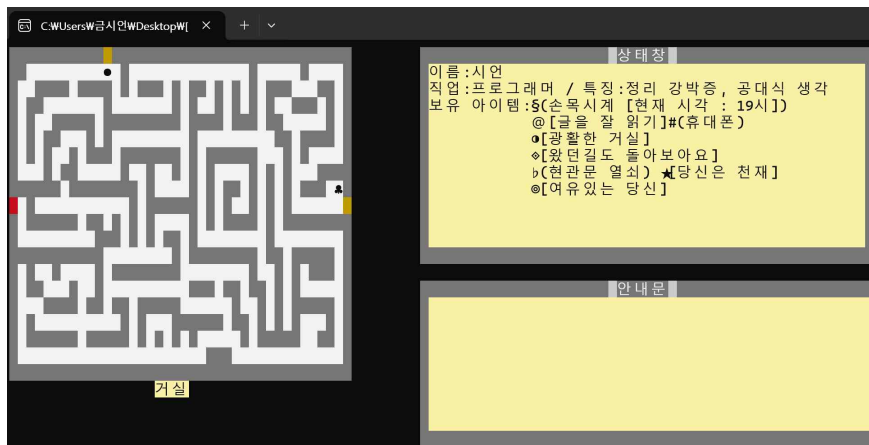 C:₩Users₩금시언₩Desktop₩[
상태창
이름:시언
직업:프로그래머 / 특징:정리 강박증, 공대식 생각
보유 아이템:§(손목시계 [현재 시각 : 19시])
@[글을 잘 읽기]#(휴대폰)
◑[광활한 거실]
◈[왔던길도 돌아보아요]
♭(현관문 열쇠) ★[당신은 천재]
◎[여유있는 당신]
안내문
거실